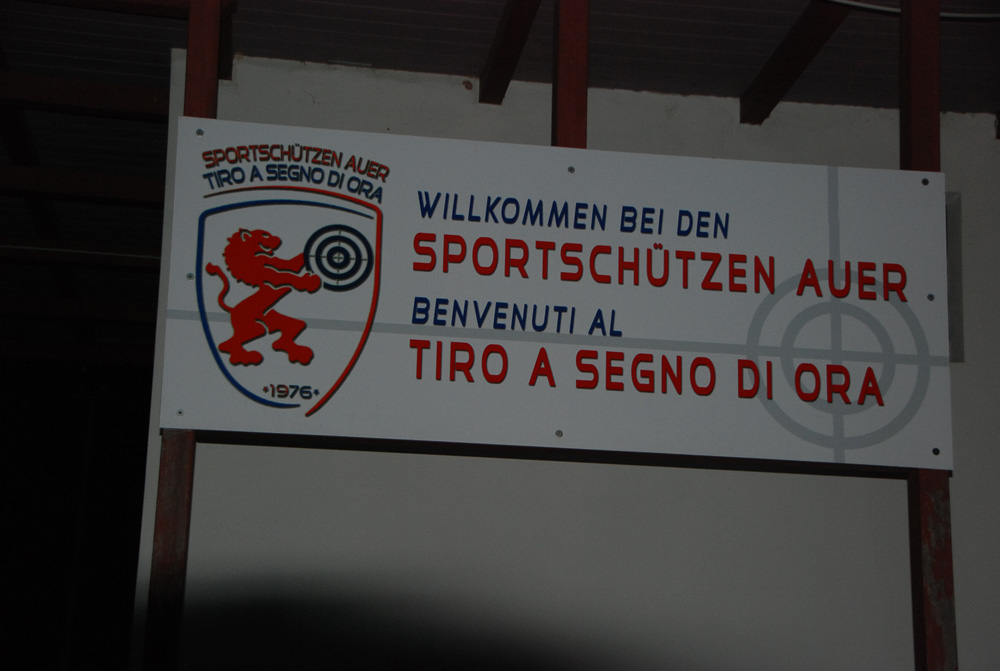 SPORTSCHÜTZEN AUER
TIRO A SEGNO DI ORA
*1976*
WILLKOMMEN BEI DEN
SPORTSCHÜTZEN AUER
BENVENUTI AL
TIRO A SEGNO DI ORA